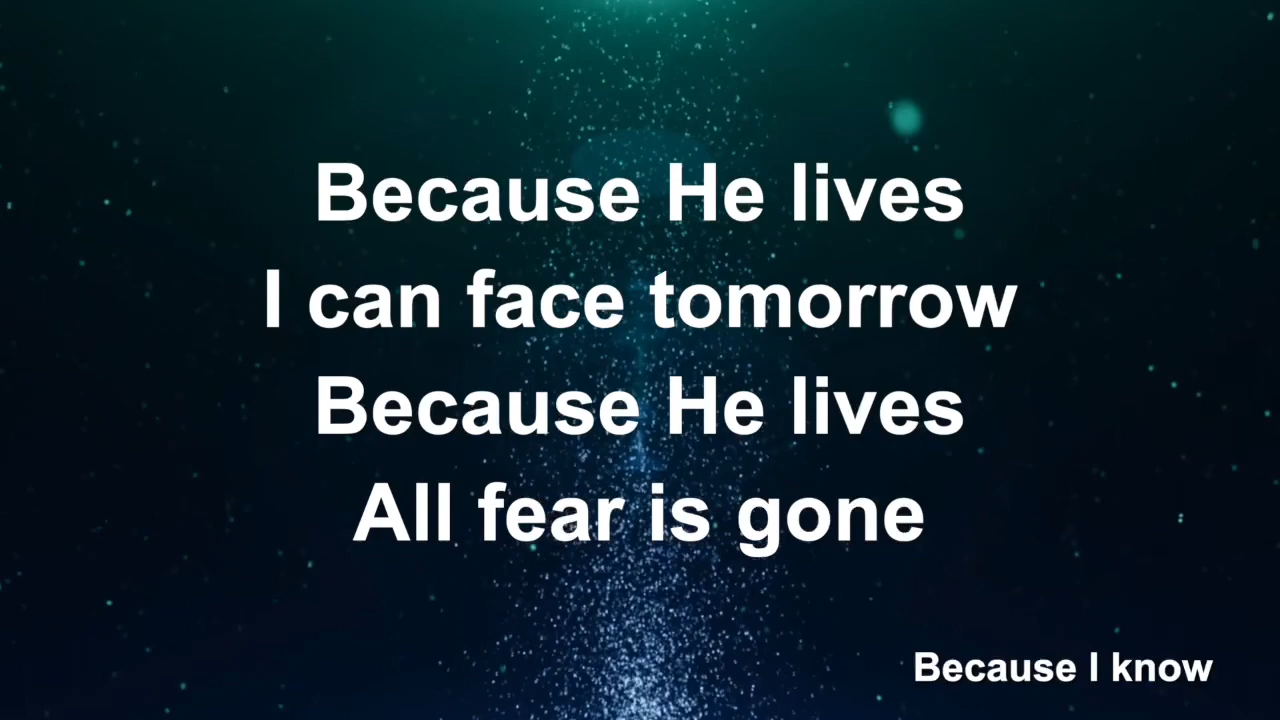 Because He lives
I can face tomorrow
Because He lives
All fear is gone
Because I know